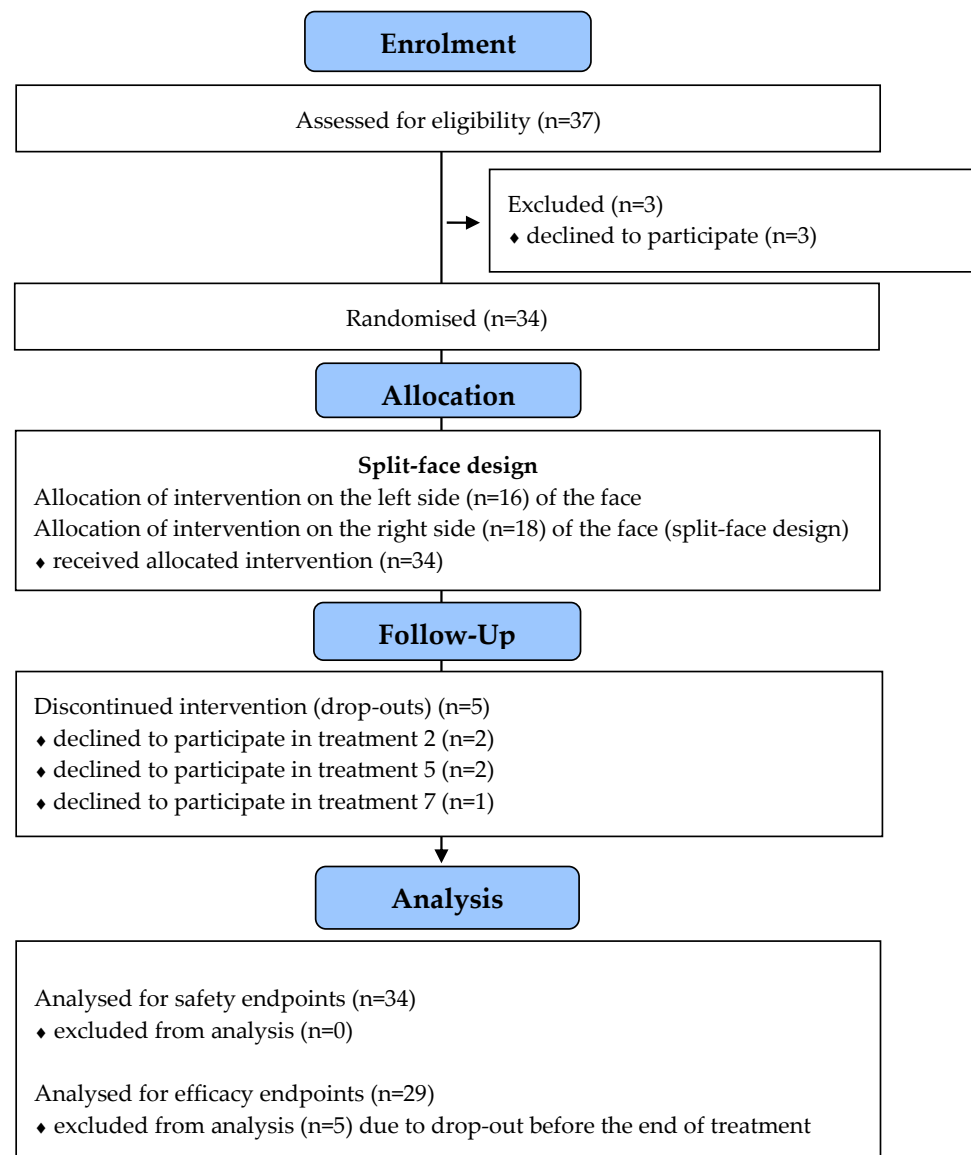 Enrolment
Assessed for eligibility (n=37)
Excluded (n=3)
♦ declined to participate (n=3)
Randomised (n=34)
Allocation
Split-face design
Allocation of intervention on the left side (n=16) of the face
Allocation of intervention on the right side (n=18) of the face (split-face design)
♦ received allocated intervention (n=34)
Follow-Up
Discontinued intervention (drop-outs) (n=5)
♦ declined to participate in treatment 2 (n=2)
♦ declined to participate in treatment 5 (n=2)
♦ declined to participate in treatment 7 (n=1)
Analysis
Analysed for safety endpoints (n=34)
♦ excluded from analysis (n=0)
Analysed for efficacy endpoints (n=29)
♦ excluded from analysis (n=5) due to drop-out before the end of treatment